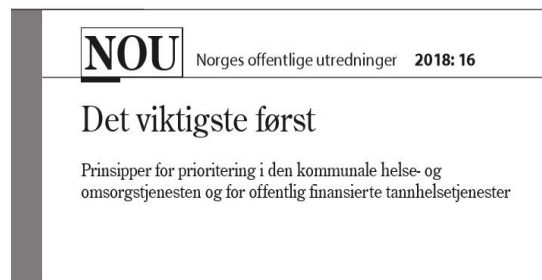 NOU Norges offentlige utredninger 2018: 16
Det viktigste først
Prinsipper for prioritering i den kommunale helse- og
omsorgstjenesten og for offentlig finansierte tannhelsetjenester